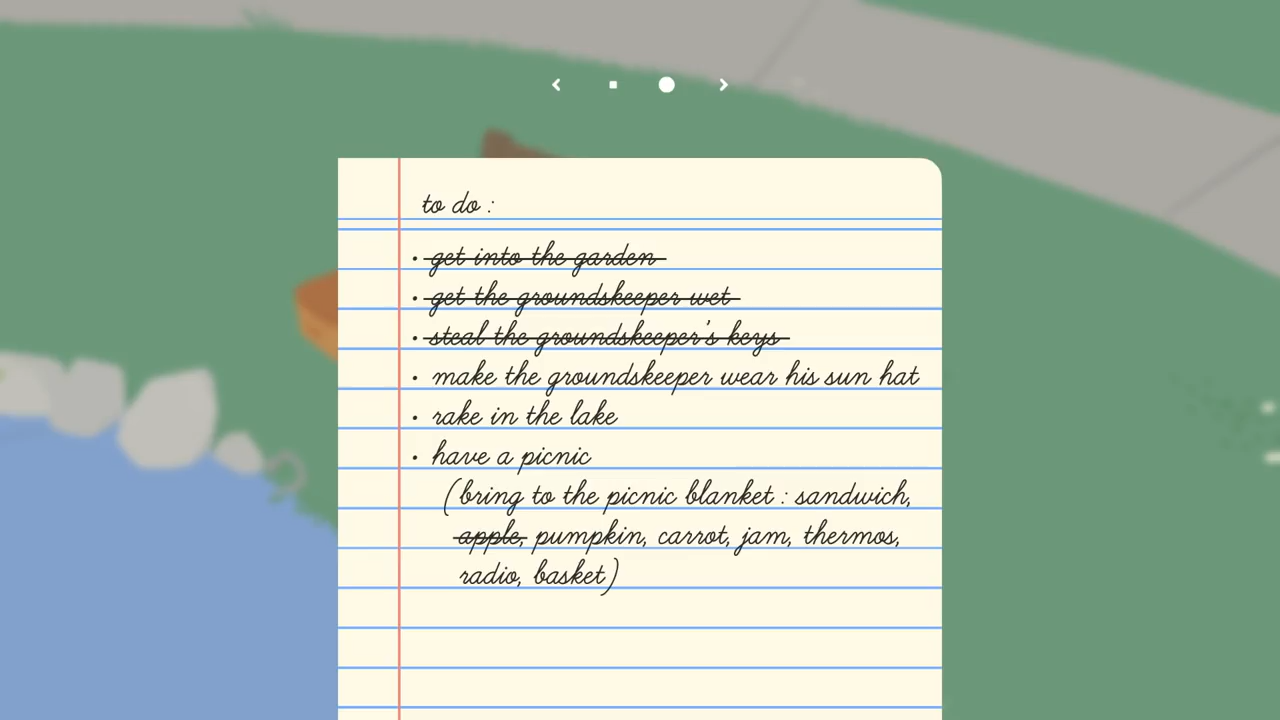 to do :
• get into the garden
• get the groundskeeper wet
• steal the groundskeeper's keys
• make the groundskeeper wear his sun hat
• rake in the lake
• have a picnic
(bring to the picnic blanket : sandwich,
apple, pumpkin, carrot, jam, thermos,
radio, basket)